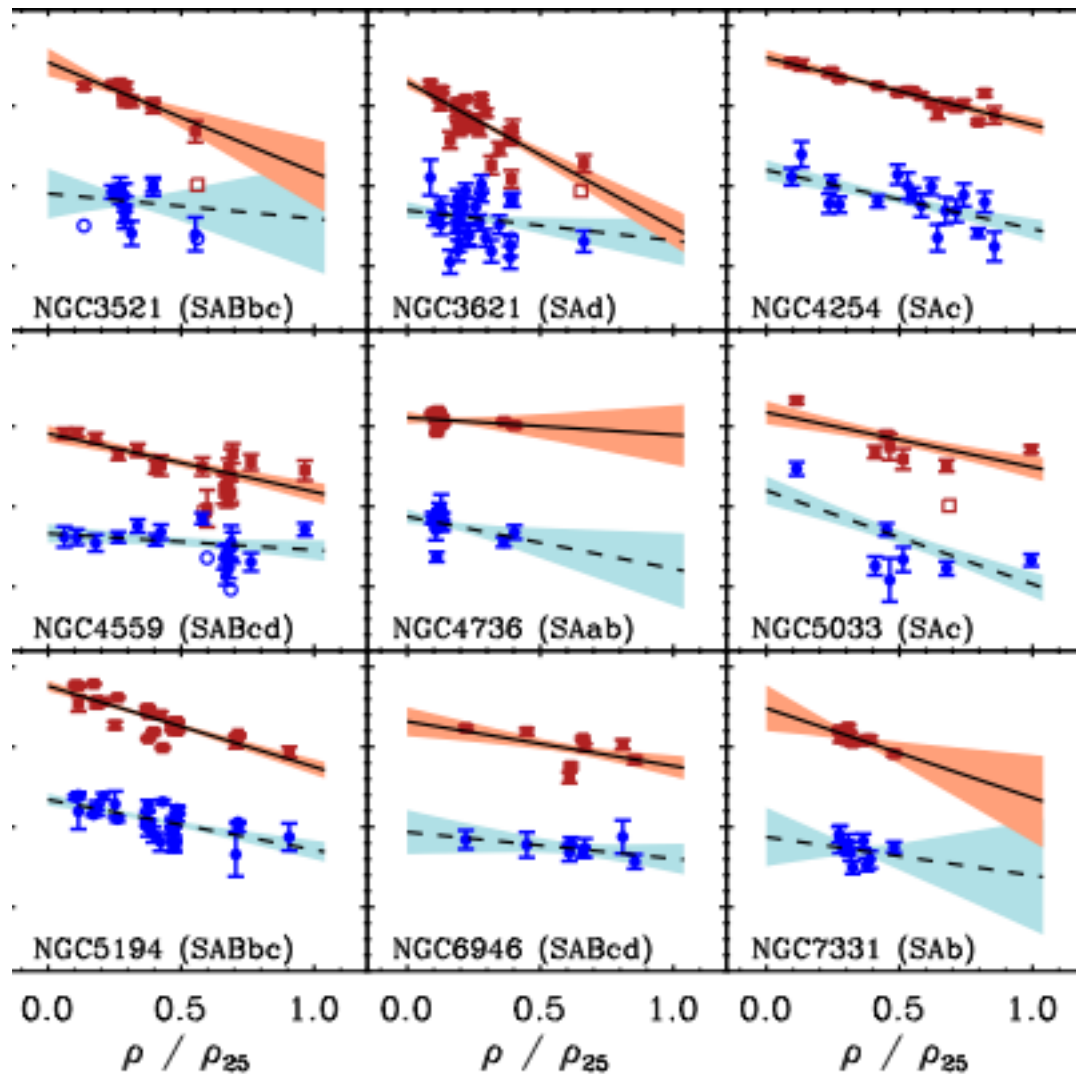 NGC3521 (SABbc) NGC3621 (SAd) NGC4254 (SAc)
NGC4559 (SABcd) NGC4736 (SAab) NGC5033 (SAc)
NGC5194 (SABbc) NGC6946 (SABcd) NGC7331 (SAb)
0.0 0.5 1.0 0.0 0.5 1.0 0.0 0.5 1.0
ρ / ρ25 ρ / ρ25 ρ / ρ25